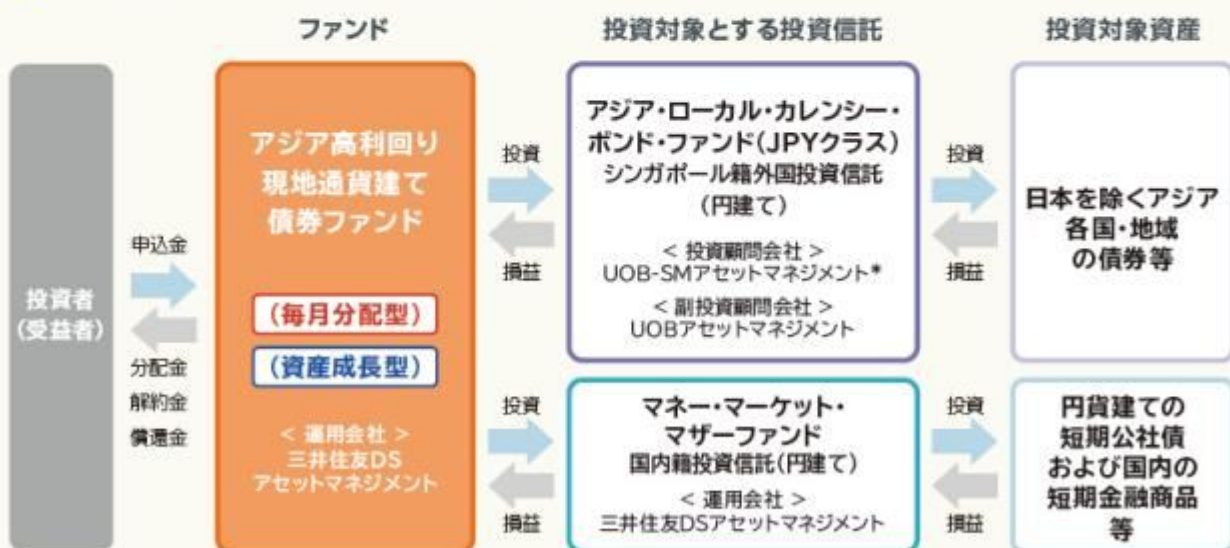 ファンド
投資対象とする投資信託
投資対象資産
投資者
(受益者)
申込金
分配金
解約金
償還金
アジア高利回り
現地通貨建て
債券ファンド
(毎月分配型)
(資産成長型)
< 運用会社 >
三井住友DS
アセットマネジメント
投資
損益
投資
損益
アジア・ローカル・カレンシー・
ボンド・ファンド(JPYクラス)
シンガポール籍外国投資信託
(円建て)
< 投資顧問会社 >
UOB-SMアセットマネジメント*
< 副投資顧問会社 >
UOBアセットマネジメント
マネー・マーケット・
マザーファンド
国内籍投資信託(円建て)
< 運用会社 >
三井住友DSアセットマネジメント
投資
損益
投資
損益
日本を除くアジア
各国・地域
の債券等
円貨建ての
短期公社債
および国内の
短期金融商品
等